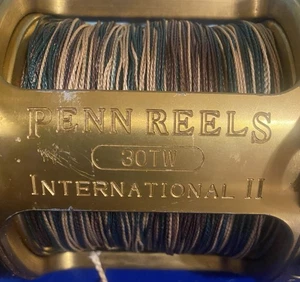 PENN REELS
30TW
INTERNATIONAL II